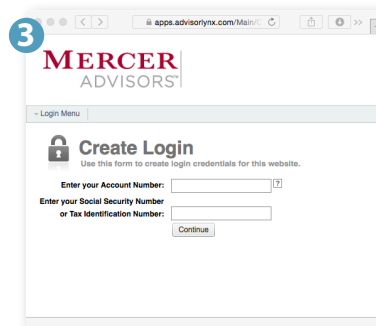 3
apps.advisorlynx.com/Main/
MERCER
ADVISORS™
– Login Menu
Create Login
Use this form to create login credentials for this website.
Enter your Account Number:
?
Enter your Social Security Number
or Tax Identification Number:
Continue